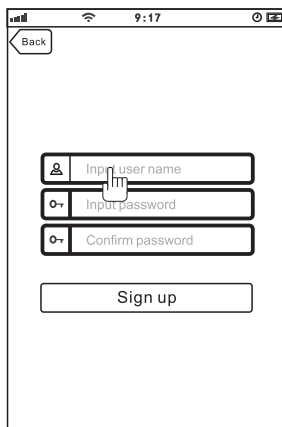 9:17
Back
Input user name
Input password
Confirm password
Sign up